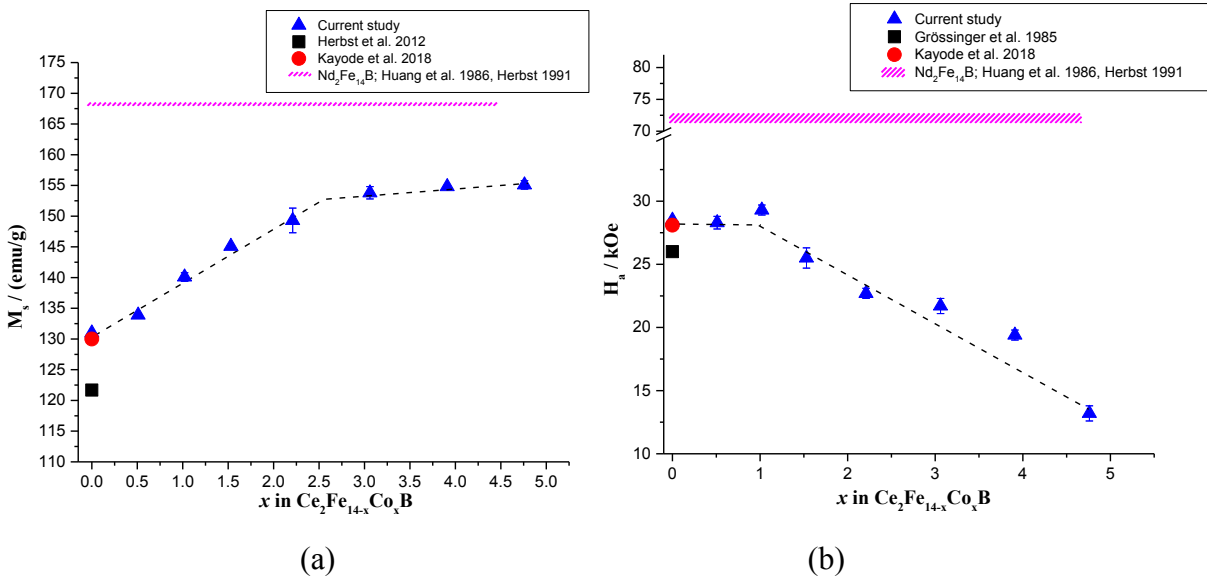 Current study
Herbst et al. 2012
Kayode et al. 2018
Nd₂Fe₁₄B; Huang et al. 1986, Herbst 1991
175
170
165
160
155
150
145
140
135
130
125
120
115
110
Mₛ / (emu/g)
0.0 0.5 1.0 1.5 2.0 2.5 3.0 3.5 4.0 4.5 5.0
x in Ce₂Fe₁₄₋ₓCoₓB
(a)
Current study
Grössinger et al. 1985
Kayode et al. 2018
Nd₂Fe₁₄B; Huang et al. 1986, Herbst 1991
80
75
70
30
25
20
15
10
Hₐ / kOe
0 1 2 3 4 5
x in Ce₂Fe₁₄₋ₓCoₓB
(b)